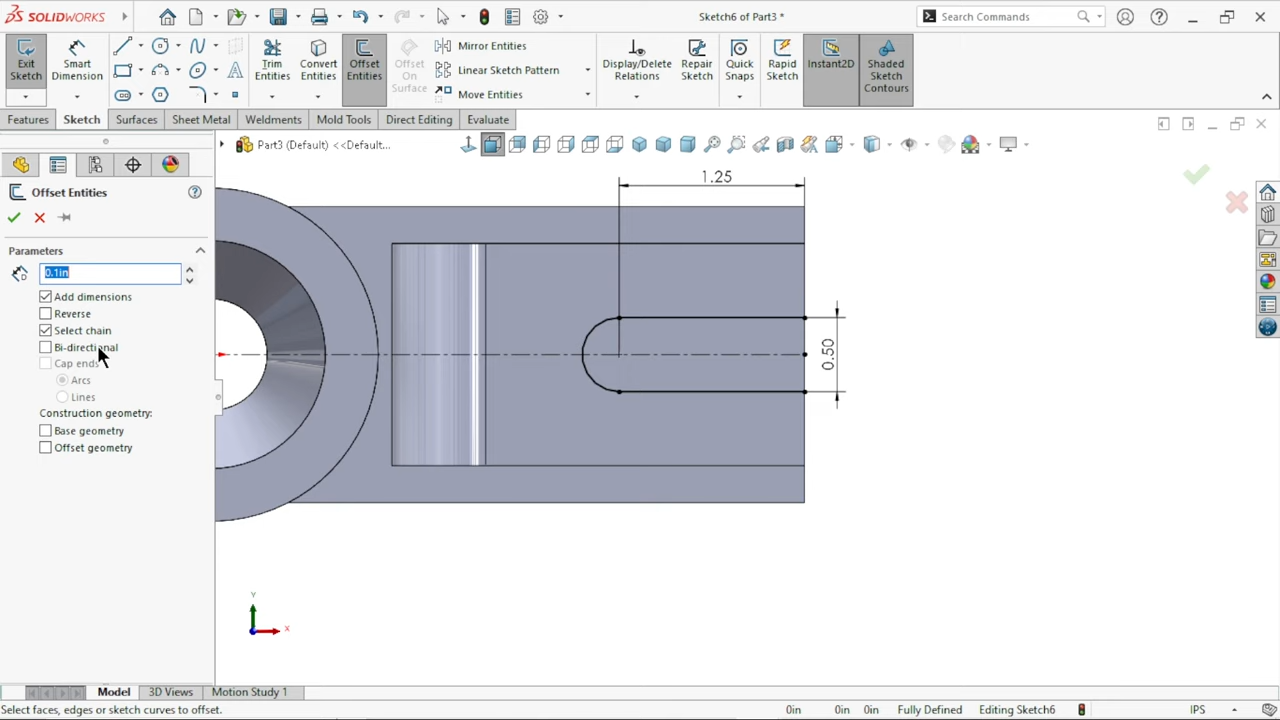 SOLIDWORKS
Sketch6 of Part3 *
Search Commands
Exit Sketch
Smart Dimension
Trim Entities
Convert Entities
Offset Entities
Offset On Surface
Mirror Entities
Linear Sketch Pattern
Move Entities
Display/Delete Relations
Repair Sketch
Quick Snaps
Rapid Sketch
Instant2D
Shaded Sketch Contours
Features
Sketch
Surfaces
Sheet Metal
Weldments
Mold Tools
Direct Editing
Evaluate
Part3 (Default) <<Default...
Offset Entities
Parameters
0.1in
Add dimensions
Reverse
Select chain
Bi-directional
Cap ends
Arcs
Lines
Construction geometry:
Base geometry
Offset geometry
1.25
0.50
Y
X
Model
3D Views
Motion Study 1
Select faces, edges or sketch curves to offset.
0in
0in
0in
Fully Defined
Editing Sketch6
IPS